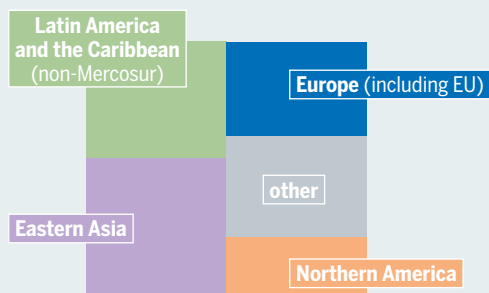 Latin America
and the Caribbean
(non-Mercosur)
Europe (including EU)
other
Eastern Asia
Northern America